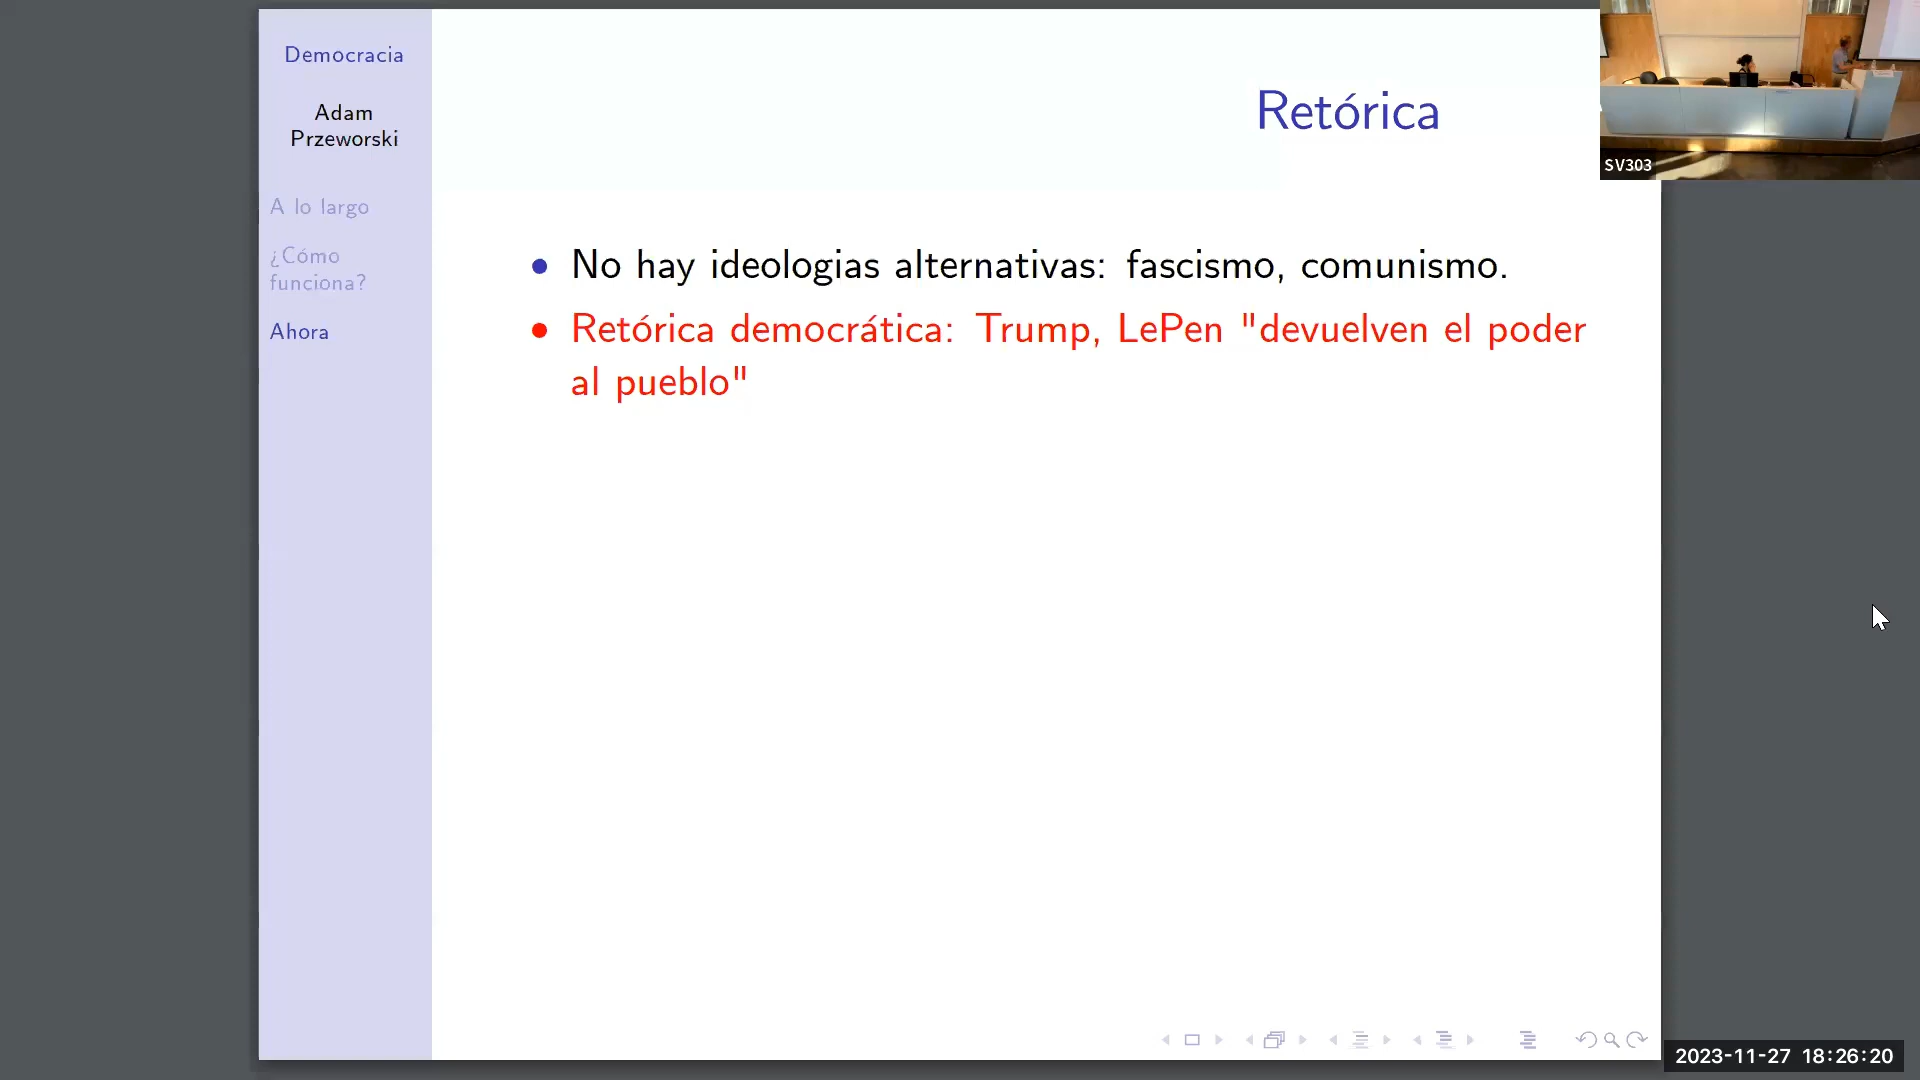 Democracia
Adam
Przeworski
A lo largo
¿Cómo
funciona?
Ahora
Retórica
No hay ideologias alternativas: fascismo, comunismo.
Retórica democrática: Trump, LePen "devuelven el poder
al pueblo"
SV303
2023-11-27 18:26:20